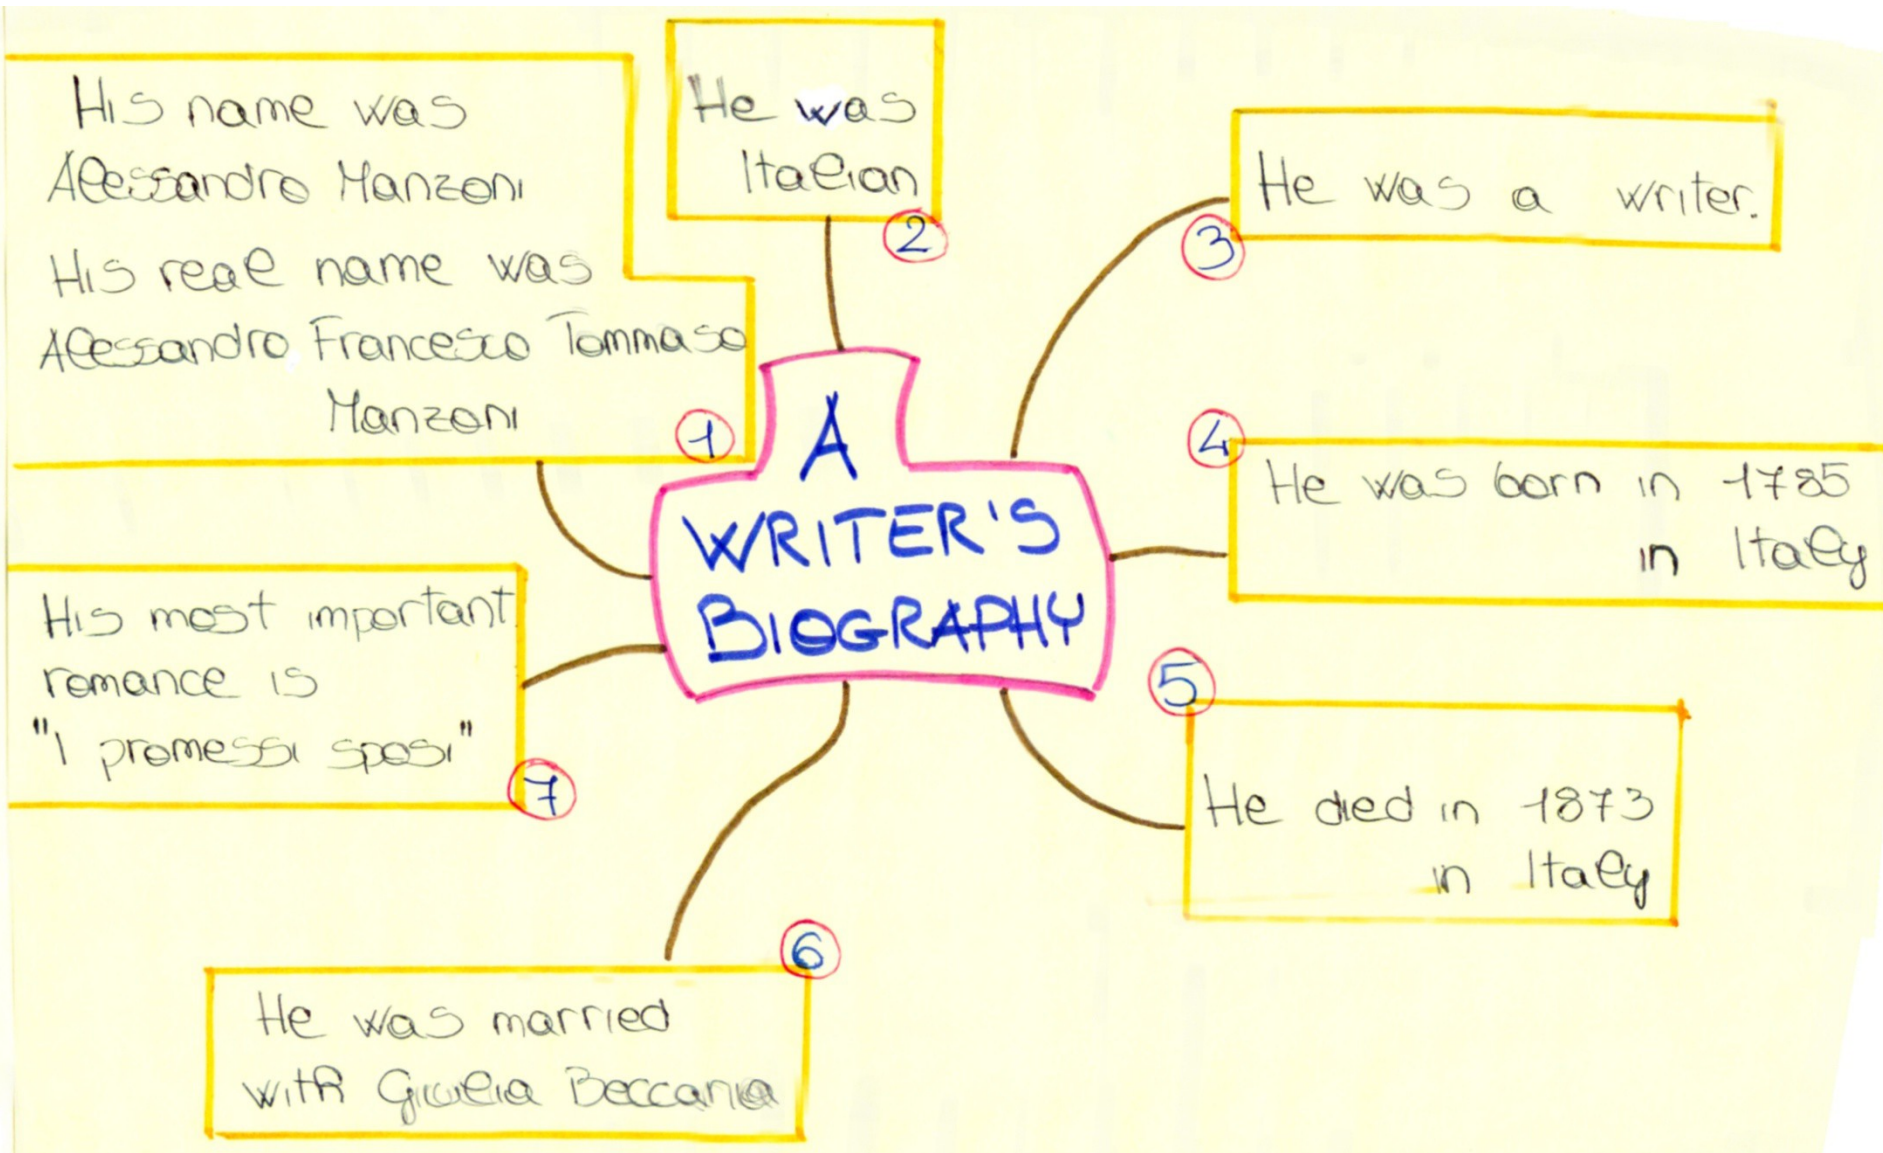 A
WRITER'S
BIOGRAPHY
His name was
Alessandro Manzoni
His real name was
Alessandro Francesco Tommaso
Manzoni
1
He was
Italian
2
He was a writer.
3
4
He was born in 1785
in Italy
5
He died in 1873
in Italy
6
He was married
with Giulia Beccaria
His most important
romance is
"I promessi sposi"
7